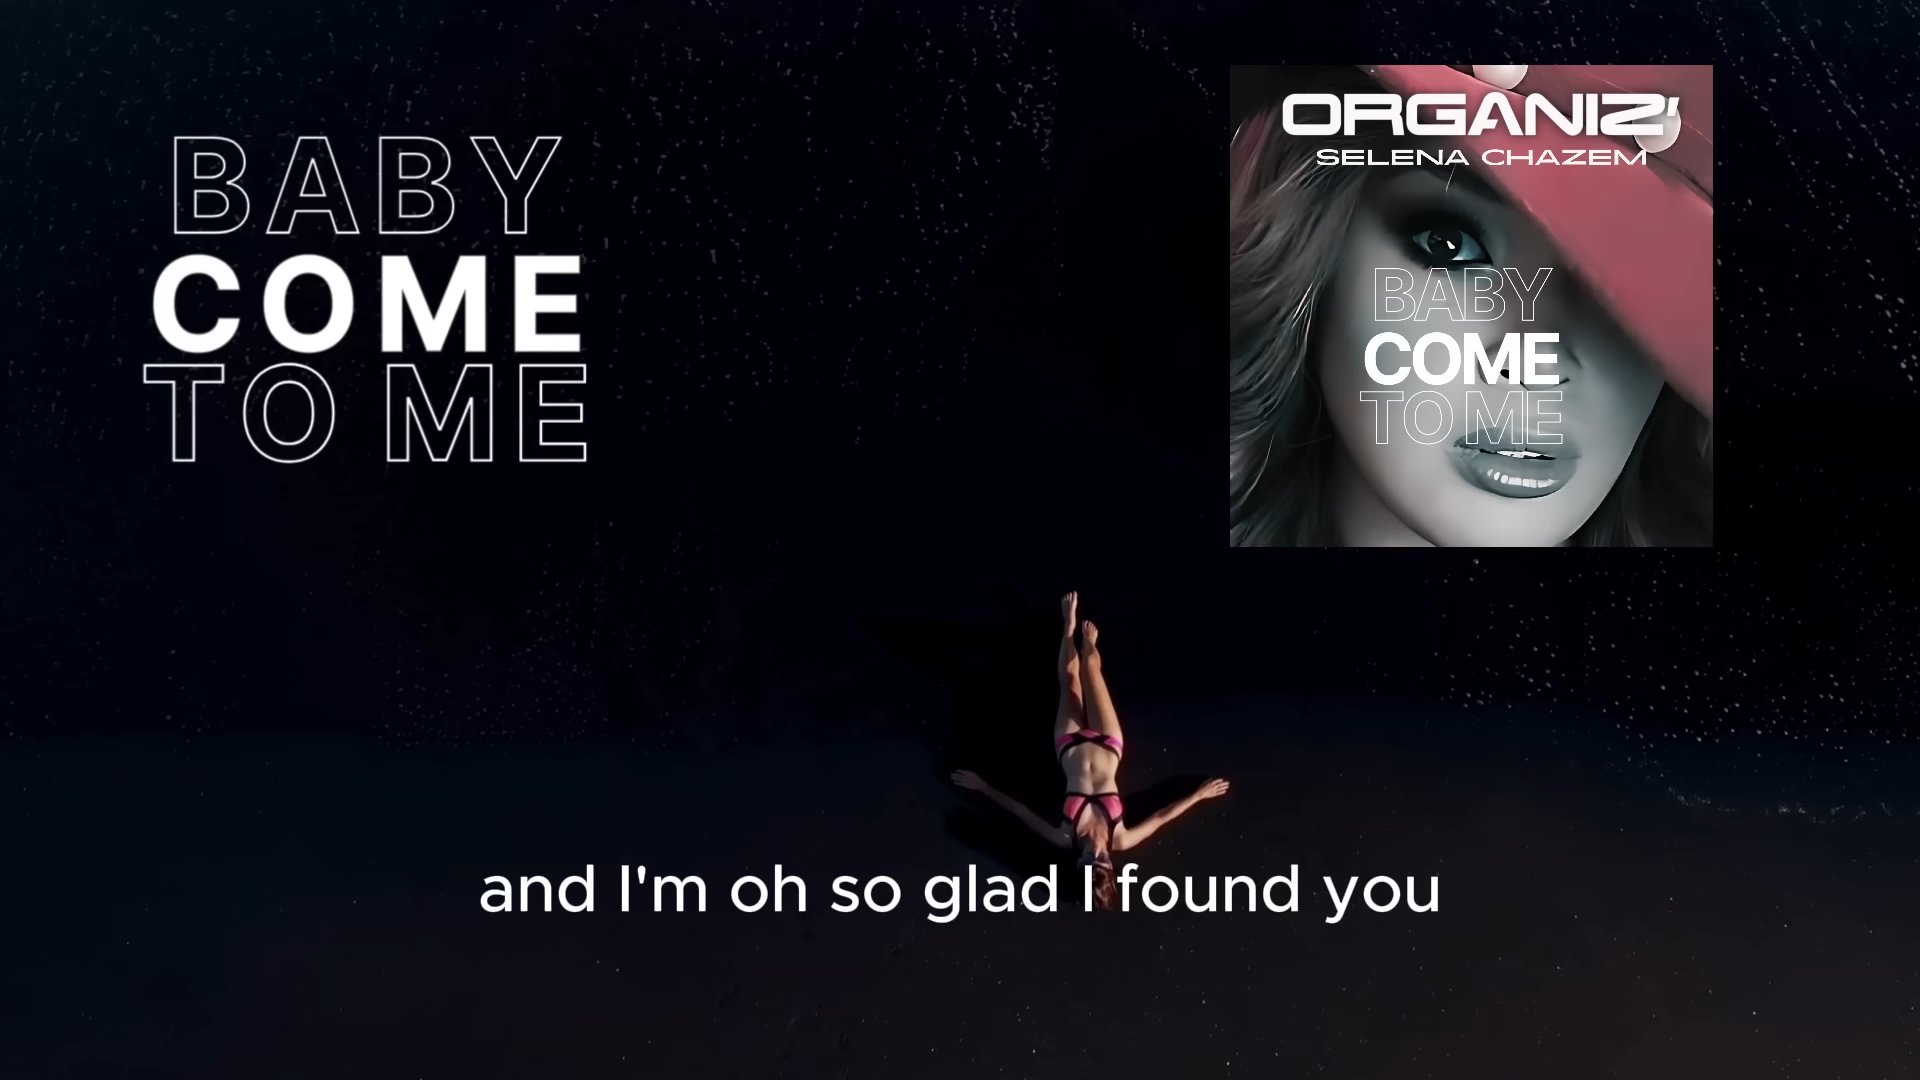 BABY
COME
TO ME
ORGANIZ'
SELENA CHAZEM
BABY
COME
TO ME
and I'm oh so glad I found you